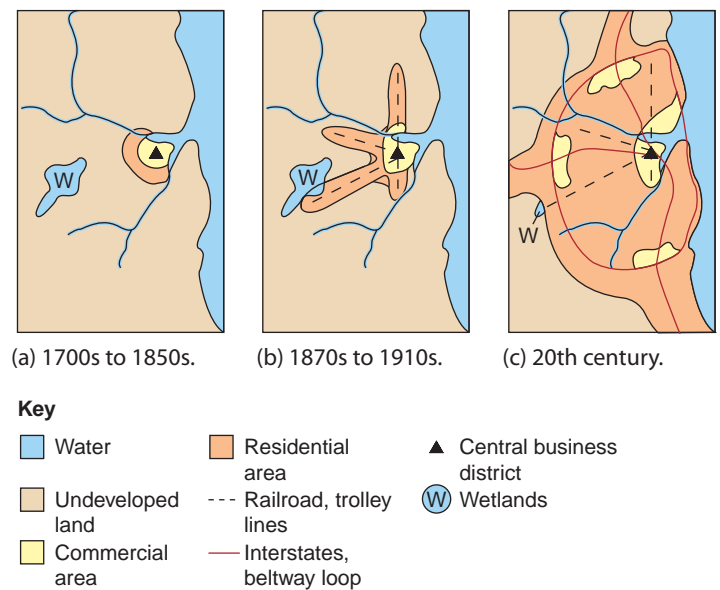 W
W
W
(a) 1700s to 1850s.
(b) 1870s to 1910s.
(c) 20th century.
Key
Water
Undeveloped
land
Commercial
area
Residential
area
Railroad, trolley
lines
Interstates,
beltway loop
Central business
district
W
Wetlands